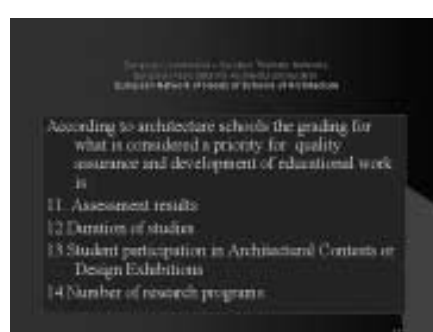 European Network of Heads of Schools of Architecture
According to architecture schools the grading for
what is considered a priority for quality
assurance and development of educational work
is
11. Assessment results
12 Duration of studies
13 Student participation in Architectural Contests or
Design Exhibitions
14 Number of research programs